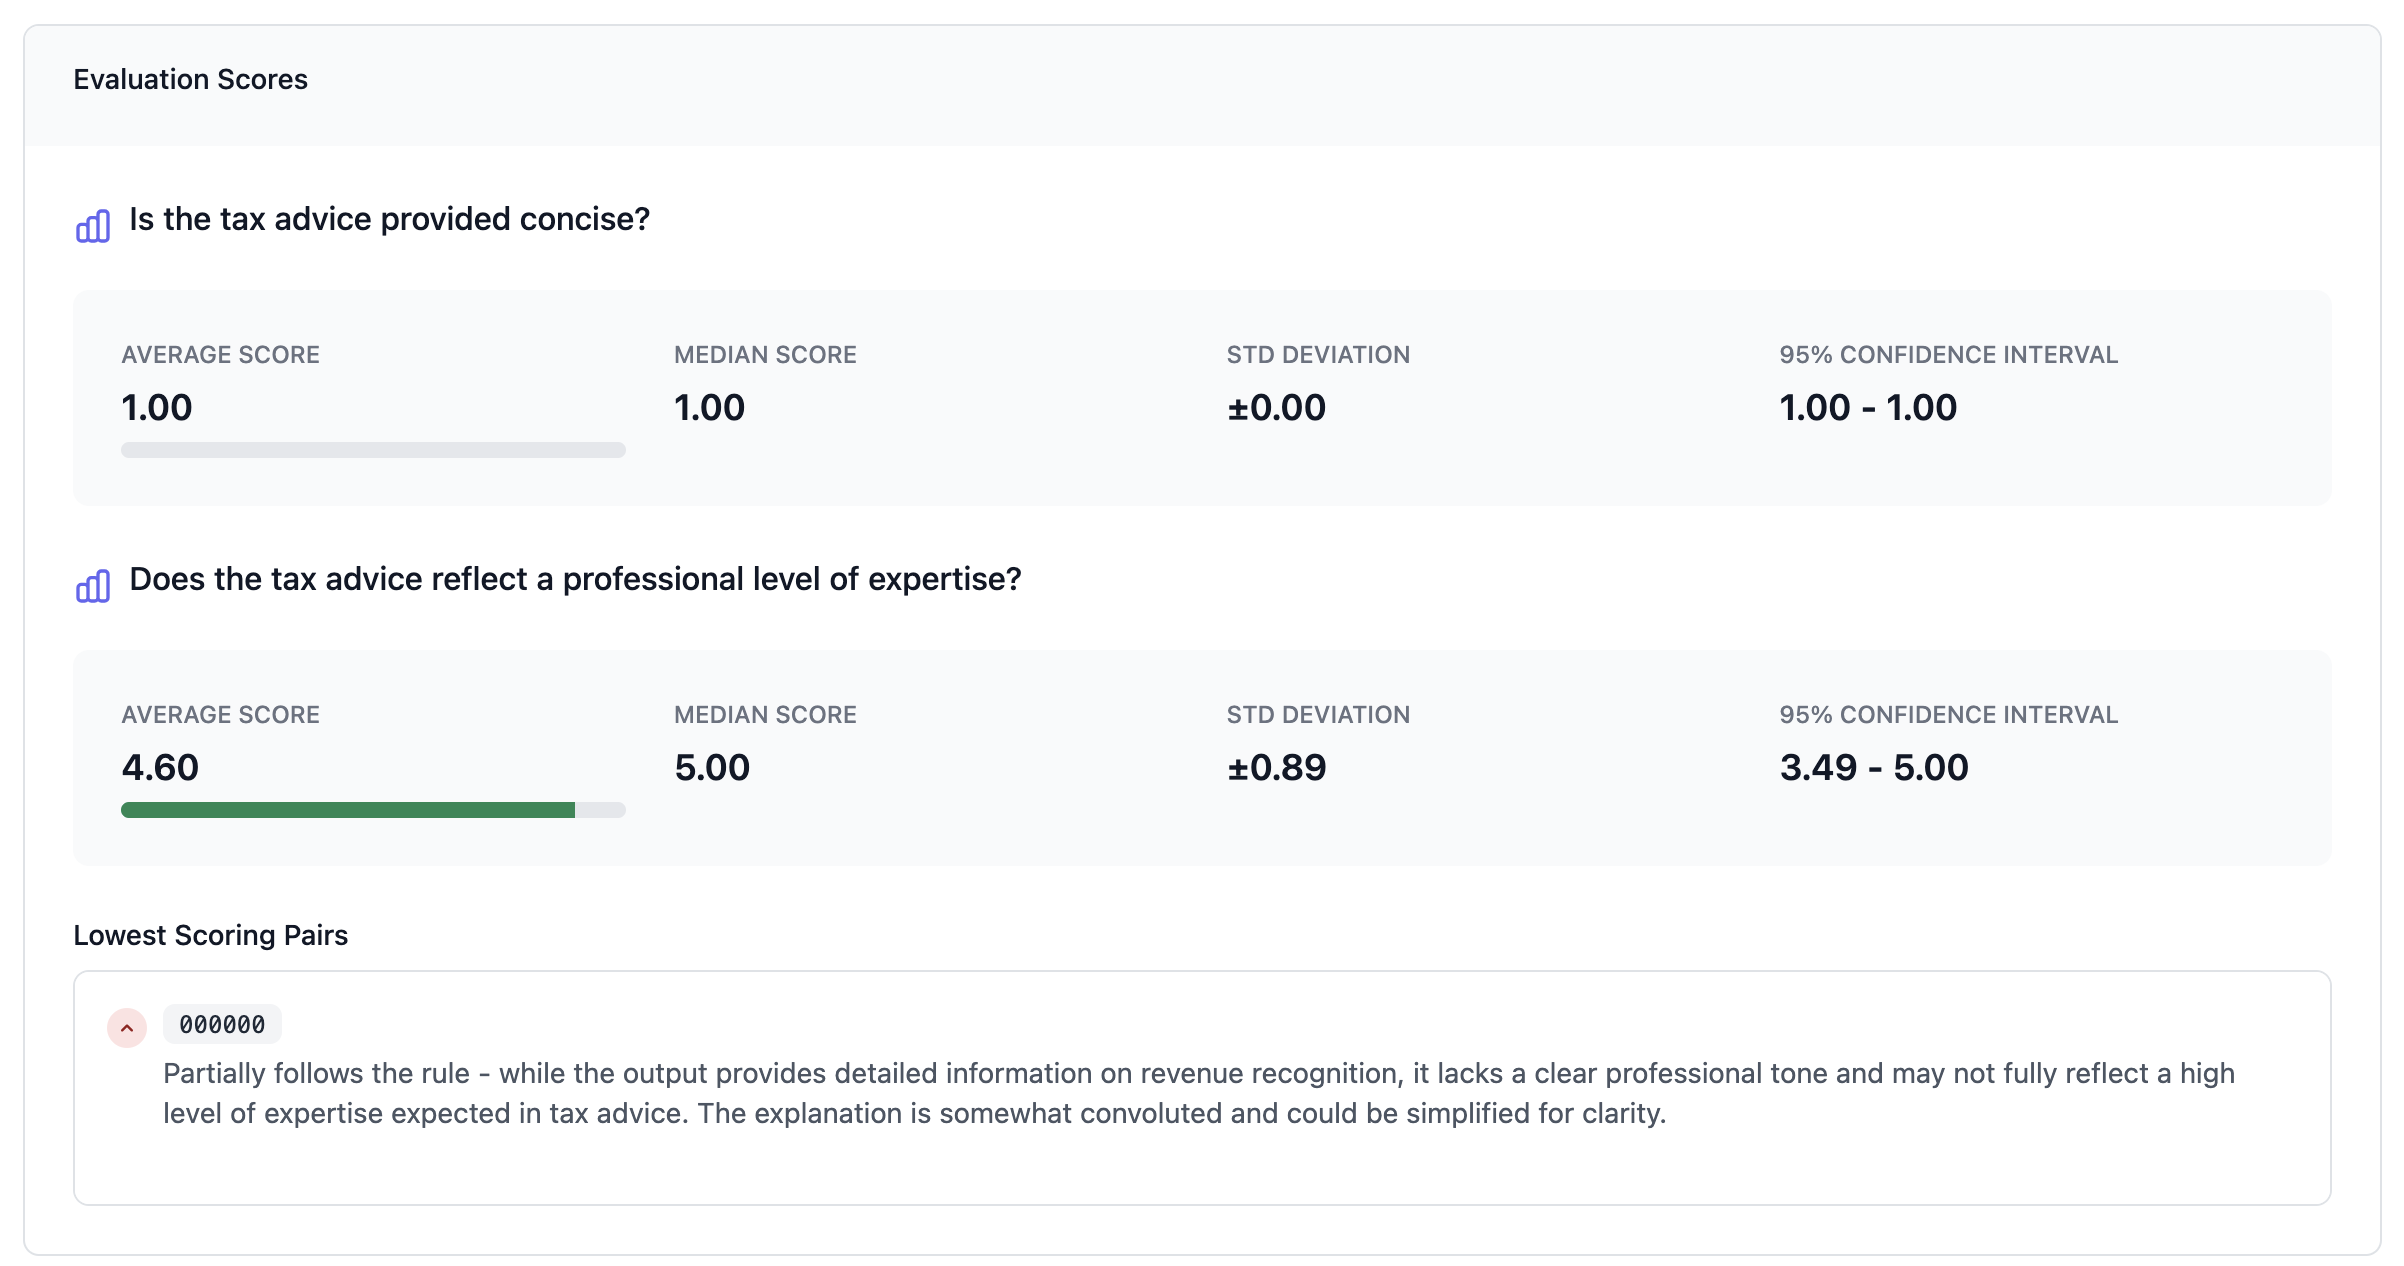 Evaluation Scores
Is the tax advice provided concise?
AVERAGE SCORE
1.00
MEDIAN SCORE
1.00
STD DEVIATION
±0.00
95% CONFIDENCE INTERVAL
1.00 - 1.00
Does the tax advice reflect a professional level of expertise?
AVERAGE SCORE
4.60
MEDIAN SCORE
5.00
STD DEVIATION
±0.89
95% CONFIDENCE INTERVAL
3.49 - 5.00
Lowest Scoring Pairs
000000
Partially follows the rule - while the output provides detailed information on revenue recognition, it lacks a clear professional tone and may not fully reflect a high
level of expertise expected in tax advice. The explanation is somewhat convoluted and could be simplified for clarity.